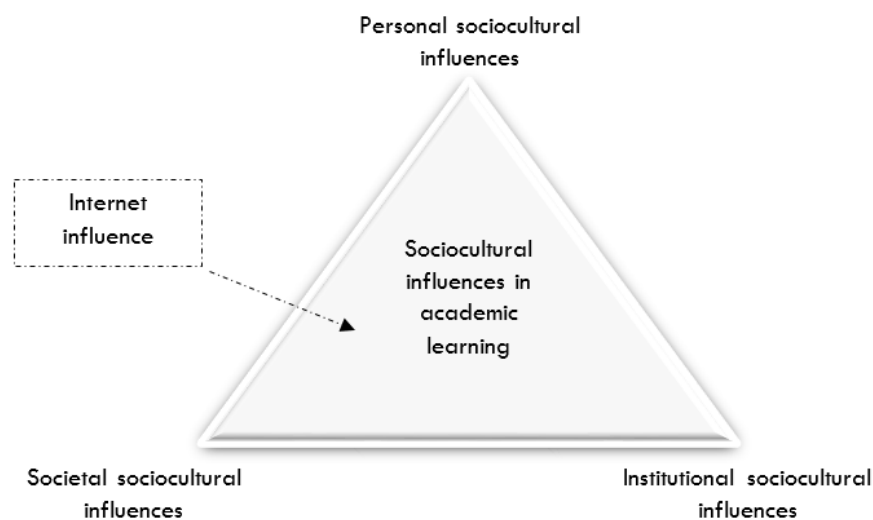 Personal sociocultural
influences
Internet
influence
Sociocultural
influences in
academic
learning
Societal sociocultural
influences
Institutional sociocultural
influences